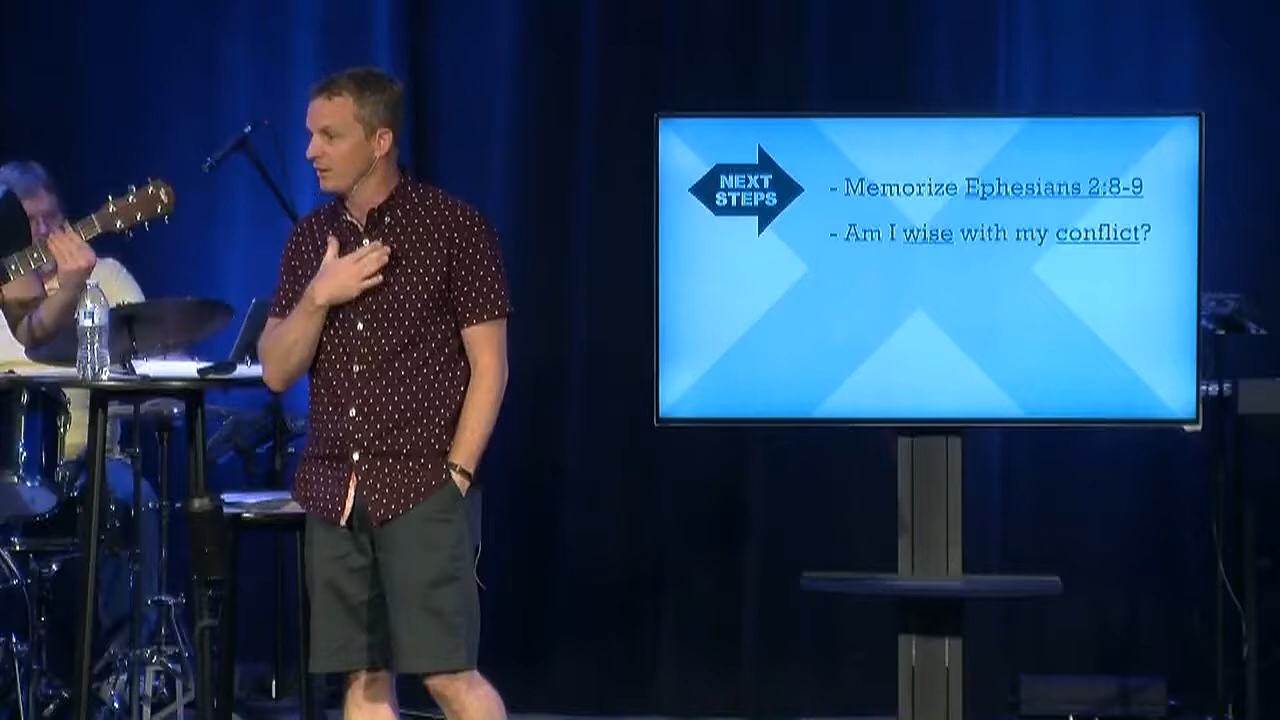 NEXT
STEPS
- Memorize Ephesians 2:8-9
- Am I wise with my conflict?